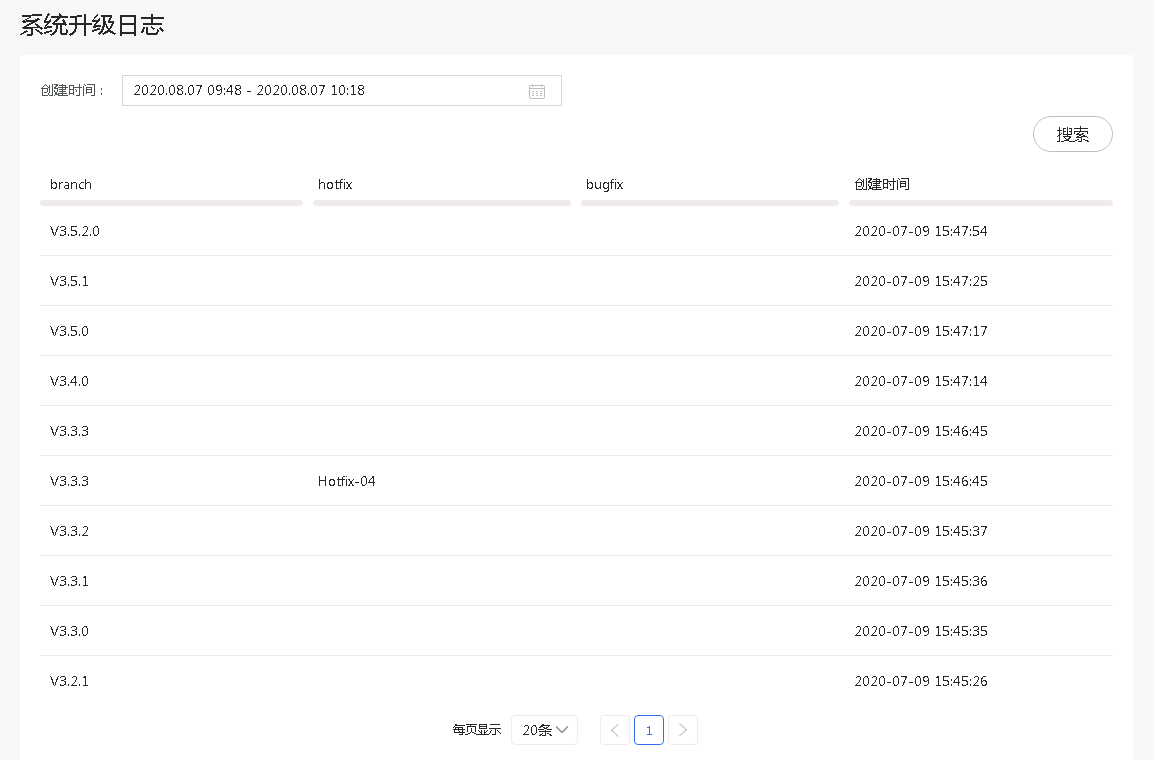 系统升级日志
创建时间：	2020.08.07 09:48 - 2020.08.07 10:18
搜索
branch	hotfix	bugfix	创建时间
V3.5.2.0	2020-07-09 15:47:54
V3.5.1	2020-07-09 15:47:25
V3.5.0	2020-07-09 15:47:17
V3.4.0	2020-07-09 15:47:14
V3.3.3	2020-07-09 15:46:45
V3.3.3	Hotfix-04	2020-07-09 15:46:45
V3.3.2	2020-07-09 15:45:37
V3.3.1	2020-07-09 15:45:36
V3.3.0	2020-07-09 15:45:35
V3.2.1	2020-07-09 15:45:26
每页显示	20条	1